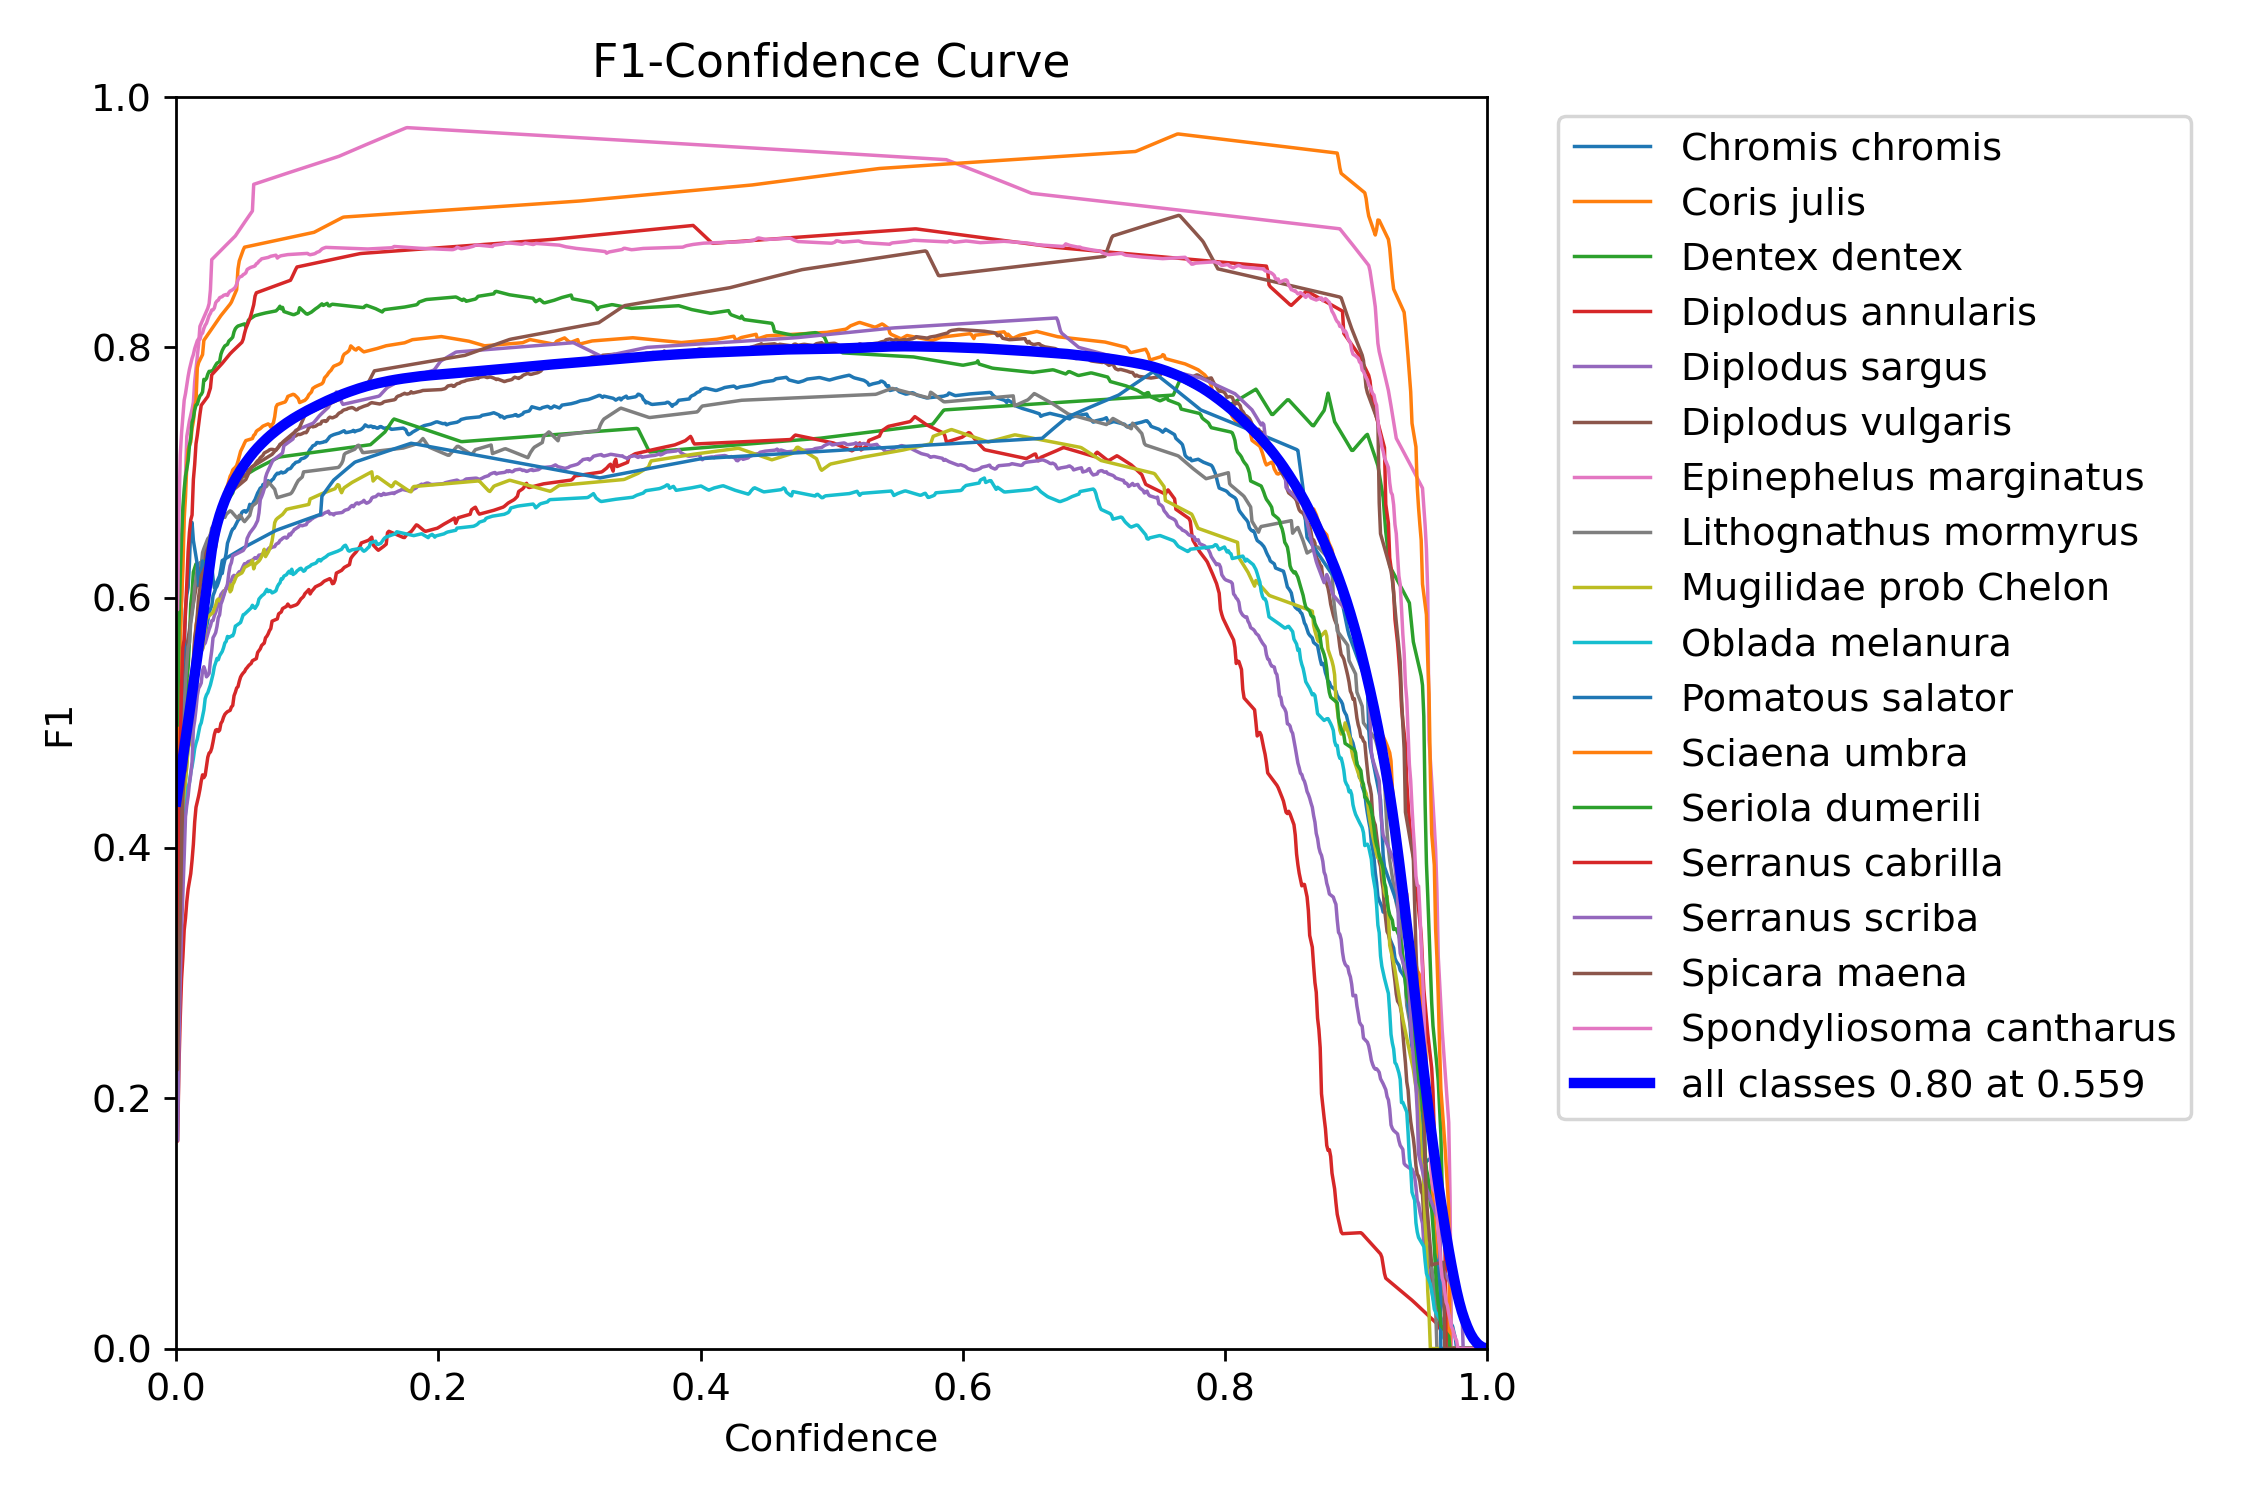 F1-Confidence Curve
1.0
0.8
0.6
0.4
0.2
0.0
F1
0.0 0.2 0.4 0.6 0.8 1.0
Confidence
Chromis chromis
Coris julis
Dentex dentex
Diplodus annularis
Diplodus sargus
Diplodus vulgaris
Epinephelus marginatus
Lithognathus mormyrus
Mugilidae prob Chelon
Oblada melanura
Pomatous salator
Sciaena umbra
Seriola dumerili
Serranus cabrilla
Serranus scriba
Spicara maena
Spondyliosoma cantharus
all classes 0.80 at 0.559